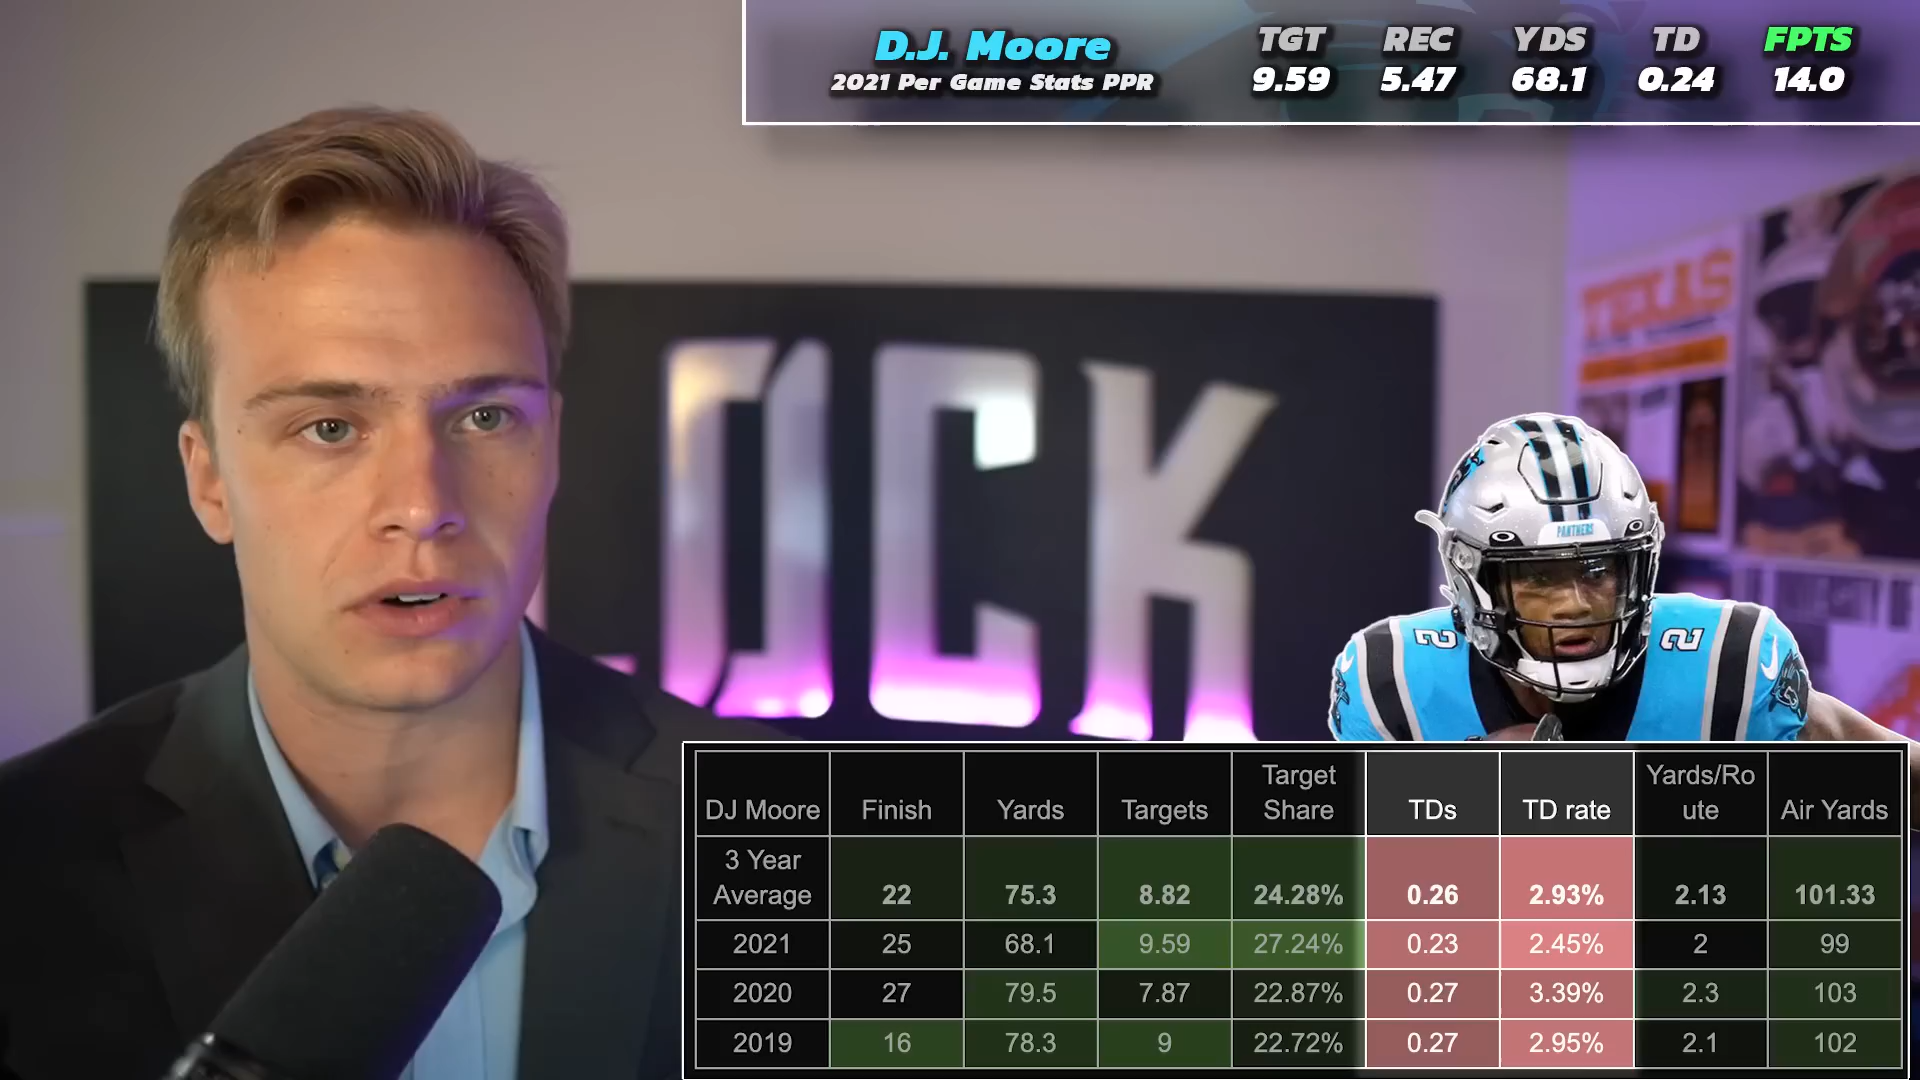 D.J. Moore
2021 Per Game Stats PPR
TGT REC YDS TD FPTS
9.59 5.47 68.1 0.24 14.0
TEXAS
OCK
PANTHERS
2 2
DJ Moore Finish Yards Targets Target Share TDs TD rate Yards/Ro ute Air Yards
3 Year Average 22 75.3 8.82 24.28% 0.26 2.93% 2.13 101.33
2021 25 68.1 9.59 27.24% 0.23 2.45% 2 99
2020 27 79.5 7.87 22.87% 0.27 3.39% 2.3 103
2019 16 78.3 9 22.72% 0.27 2.95% 2.1 102